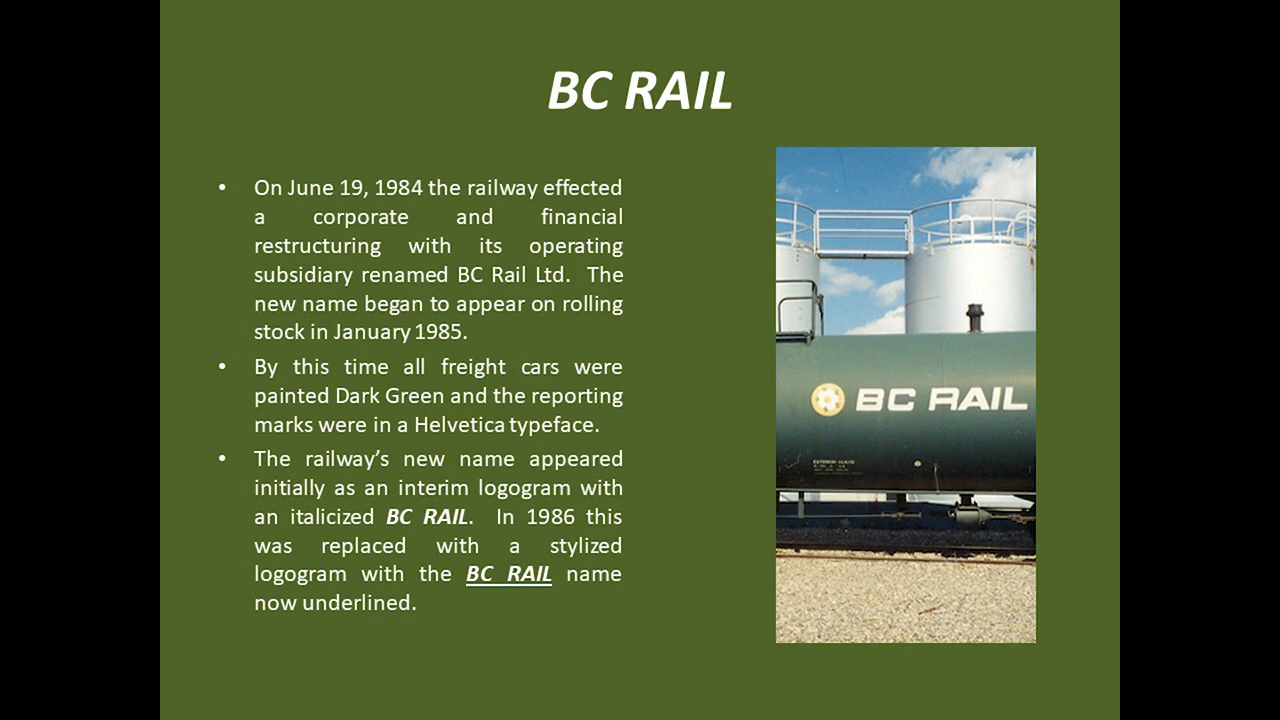 BC RAIL
• On June 19, 1984 the railway effected
a corporate and financial
restructuring with its operating
subsidiary renamed BC Rail Ltd.  The
new name began to appear on rolling
stock in January 1985.
• By this time all freight cars were
painted Dark Green and the reporting
marks were in a Helvetica typeface.
• The railway’s new name appeared
initially as an interim logogram with
an italicized BC RAIL.  In 1986 this
was replaced with a stylized
logogram with the BC RAIL name
now underlined.
BC RAIL